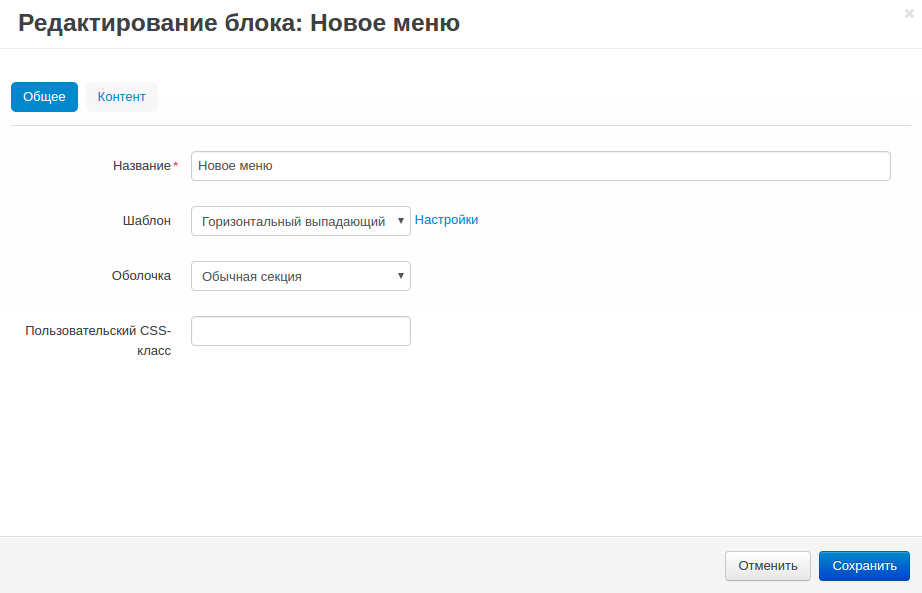 Редактирование блока: Новое меню
×
Общее Контент
Название* Новое меню
Шаблон Горизонтальный выпадающий ▼ Настройки
Оболочка Обычная секция ▼
Пользовательский CSS-
класс
Отменить Сохранить